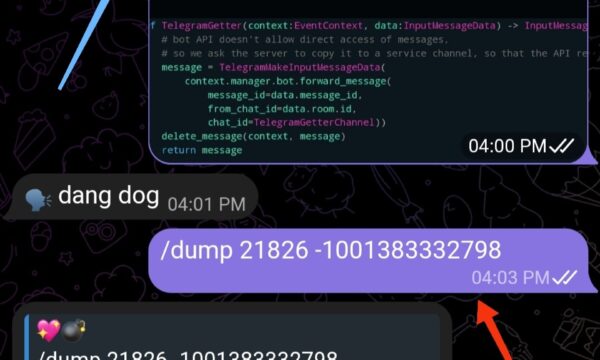 f TelegramGetter(context:EventContext, data:InputMessageData) -> InputMessag
# bot API doesn't allow direct access of messages,
# so we ask the server to copy it to a service channel, so that the API re
message = TelegramMakeInputMessageData(
context.manager.bot.forward_message(
message_id=data.message_id,
from_chat_id=data.room.id,
chat_id=TelegramGetterChannel))
delete_message(context, message)
return message
04:00 PM
dang dog 04:01 PM
/dump 21826 -1001383332798
04:03 PM
/dump 21826 -1001383332798